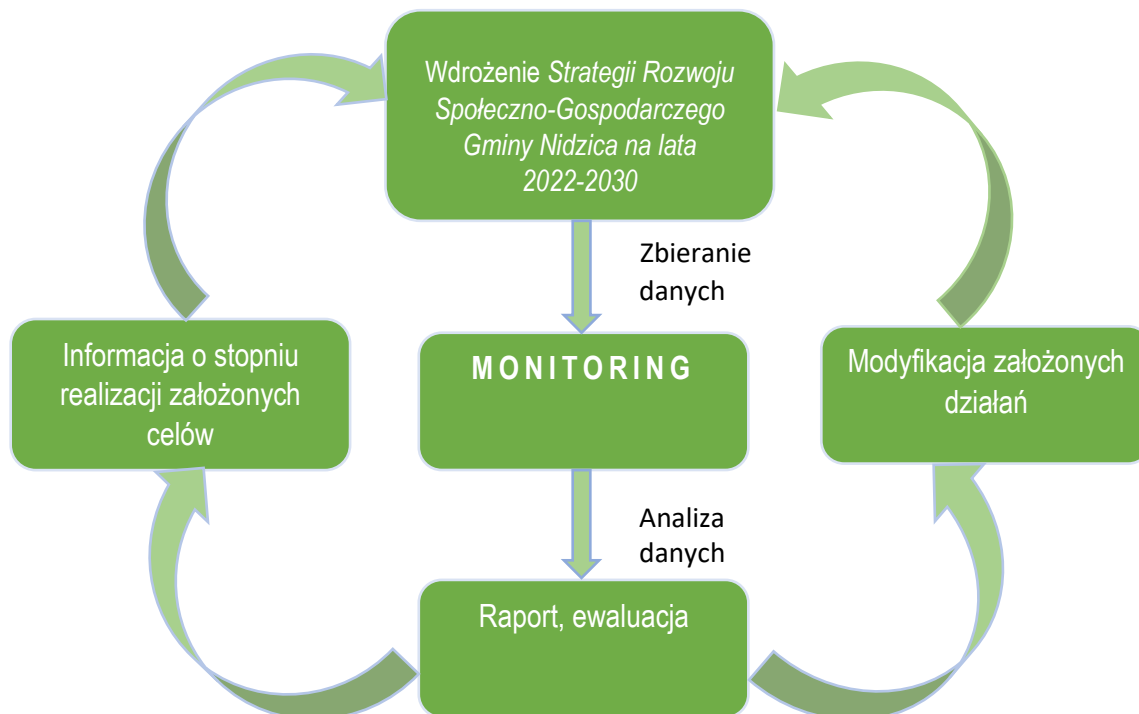 Wdrożenie Strategii Rozwoju
Społeczno-Gospodarczego
Gminy Nidzica na lata
2022-2030
Zbieranie
danych
Informacja o stopniu
realizacji założonych
celów
MONITORING
Modyfikacja założonych
działań
Analiza
danych
Raport, ewaluacja